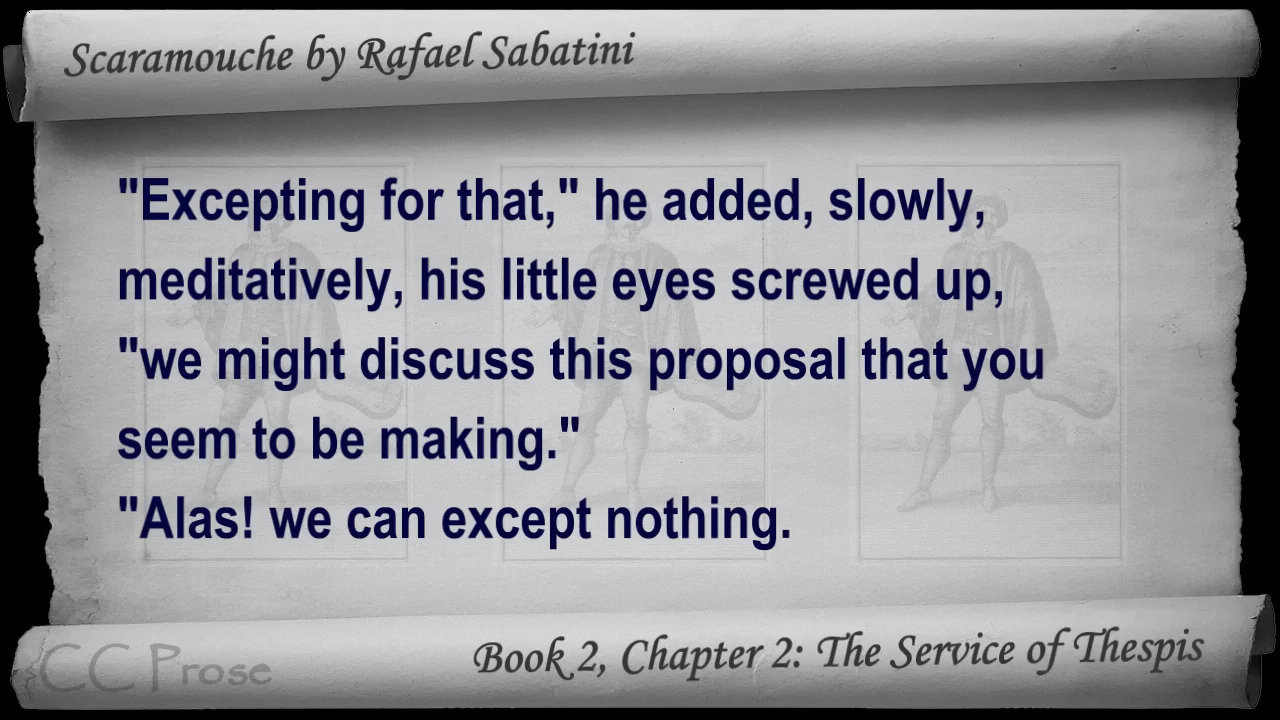 Scaramouche by Rafael Sabatini
"Excepting for that," he added, slowly,
meditatively, his little eyes screwed up,
"we might discuss this proposal that you
seem to be making."
"Alas! we can except nothing.
CC Prose
Book 2, Chapter 2: The Service of Thespis